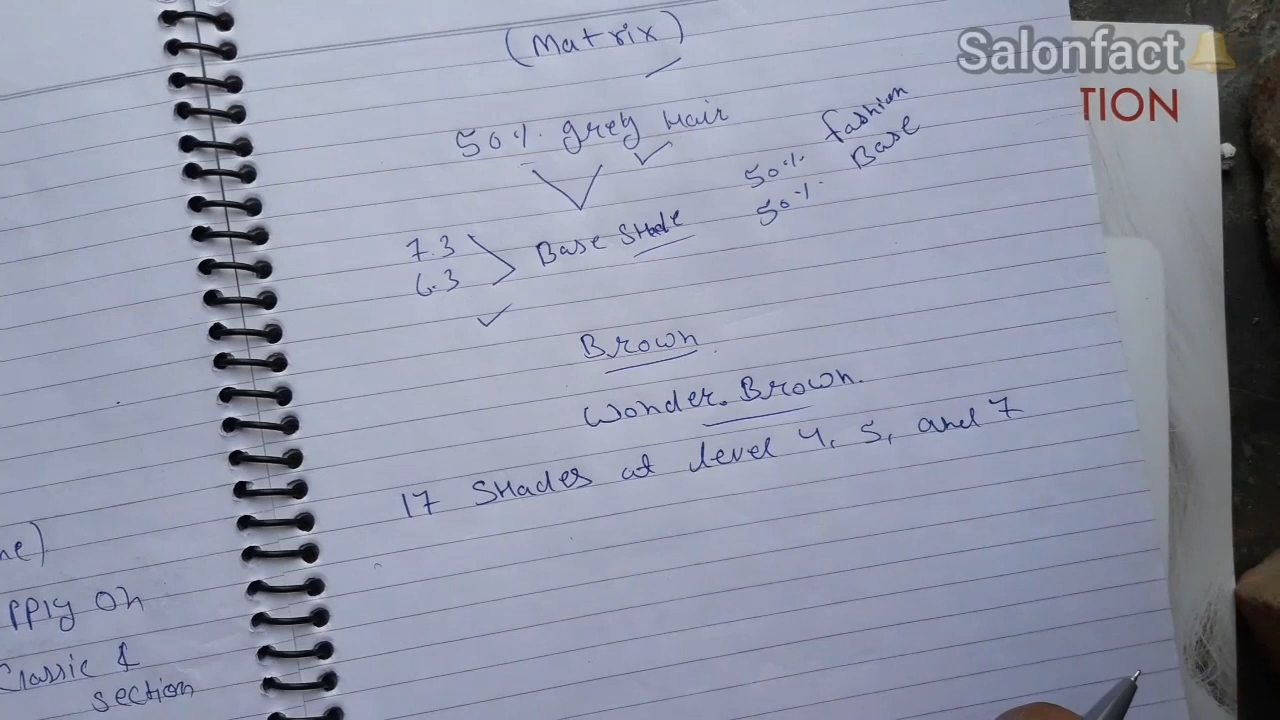 (Matrix)
50% grey Hair
50% fashion
50% Base
7.3
6.3
Base Shade
Brown
Wonder. Brown.
17 Shades at level 4, 5, and 7
ne)
pply on
Classic &
section
Salonfact
TION